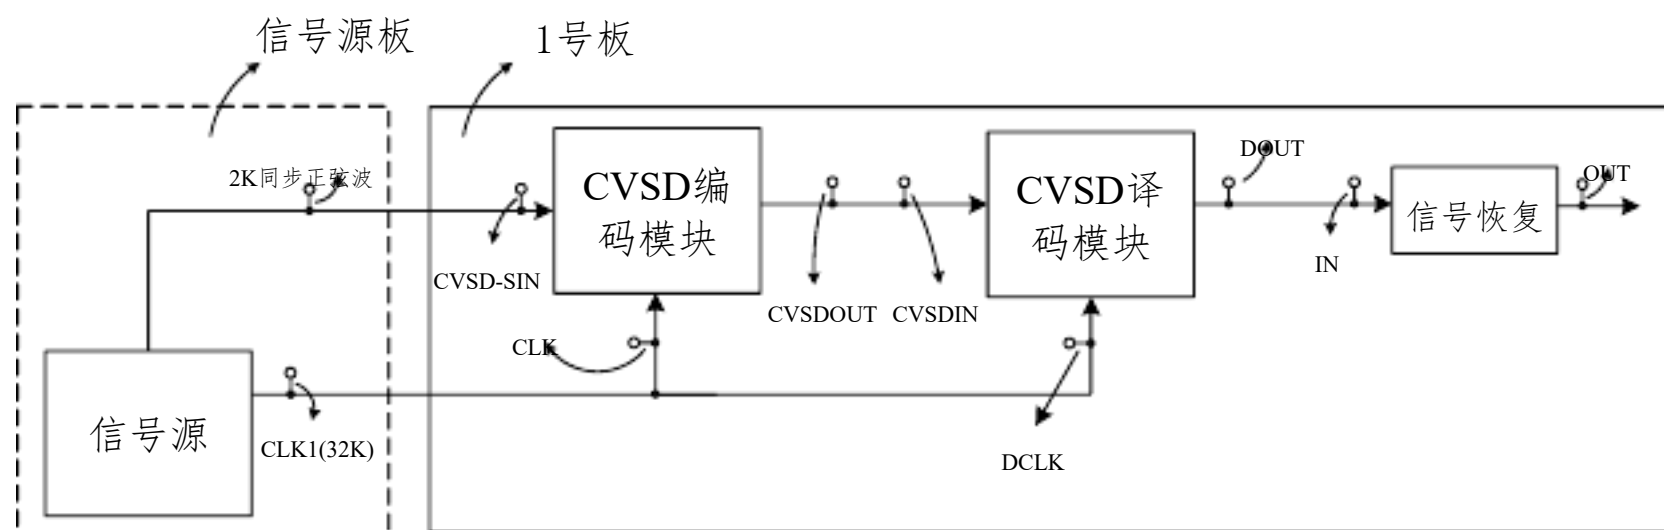 信号源板
1号板
2K同步正弦波
CVSD-SIN
CVSD编
码模块
CLK
CVSDOUT
CVSDIN
CVSD译
码模块
DOUT
IN
信号恢复
OUT
信号源
CLK1(32K)
DCLK